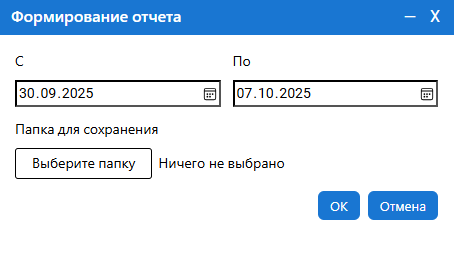 Формирование отчета – X
С По
30.09.2025 07.10.2025
Папка для сохранения
Выберите папку Ничего не выбрано
OK Отмена